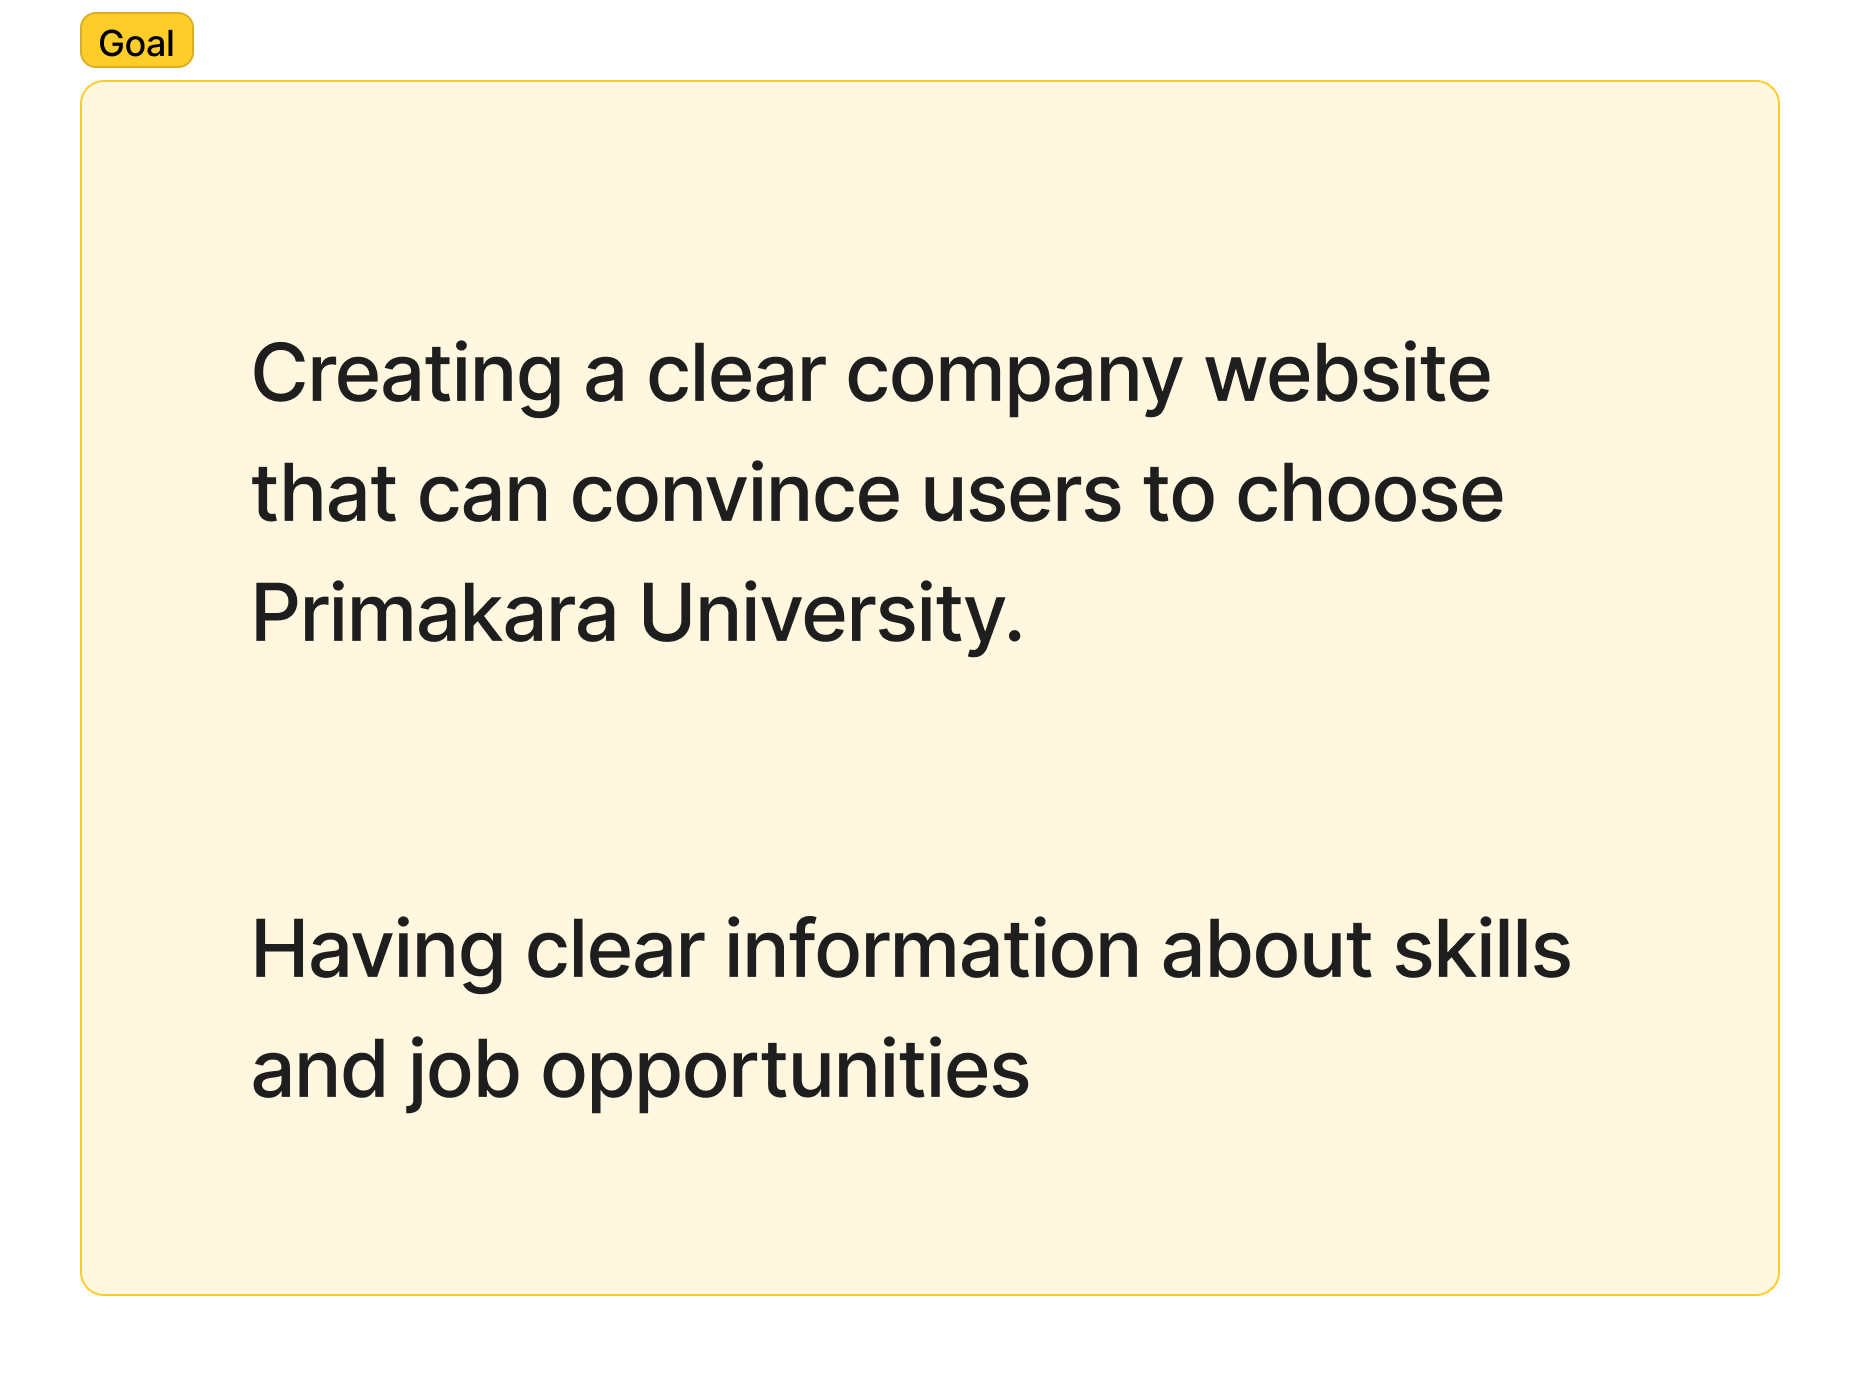 Goal
Creating a clear company website
that can convince users to choose
Primakara University.
Having clear information about skills
and job opportunities